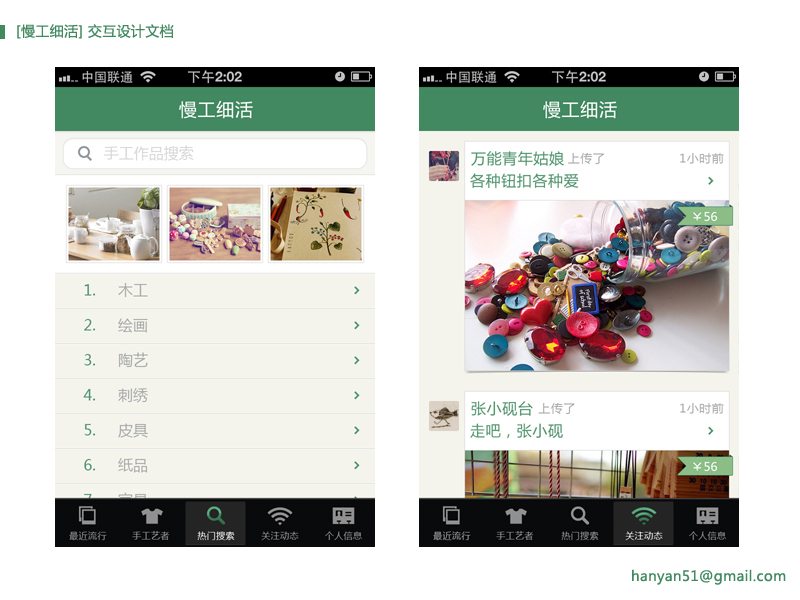 [慢工细活] 交互设计文档
中国联通 下午2:02
慢工细活
手工作品搜索
1. 木工
2. 绘画
3. 陶艺
4. 刺绣
5. 皮具
6. 纸品
最近流行 手工艺者 热门搜索 关注动态 个人信息
中国联通 下午2:02
慢工细活
万能青年姑娘 上传了 1小时前
各种钮扣各种爱
¥56
张小砚台 上传了 1小时前
走吧，张小砚
¥56
最近流行 手工艺者 热门搜索 关注动态 个人信息
hanyan51@gmail.com